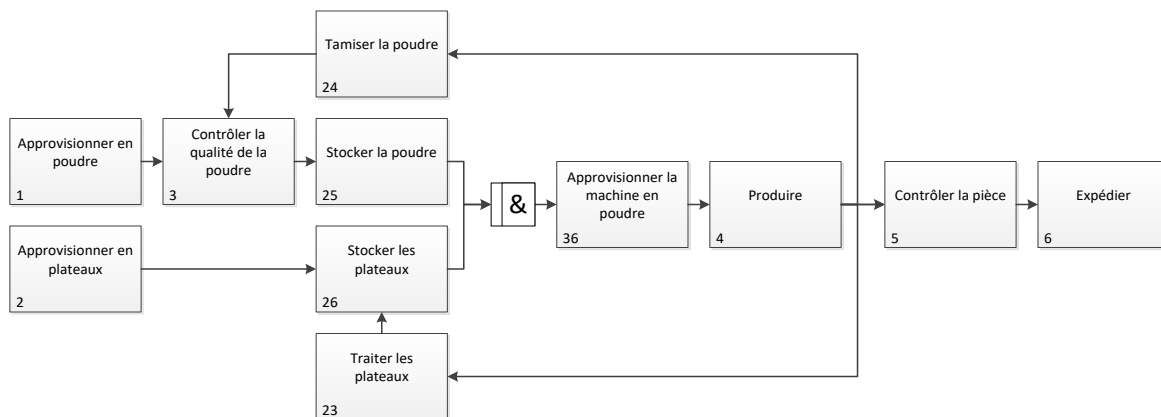 Tamiser la poudre
24
Approvisionner en
poudre
1
Contrôler la
qualité de la
poudre
3
Stocker la poudre
25
&
Approvisionner la
machine en
poudre
36
Produire
4
Contrôler la pièce
5
Expédier
6
Approvisionner en
plateaux
2
Stocker les
plateaux
26
Traiter les
plateaux
23